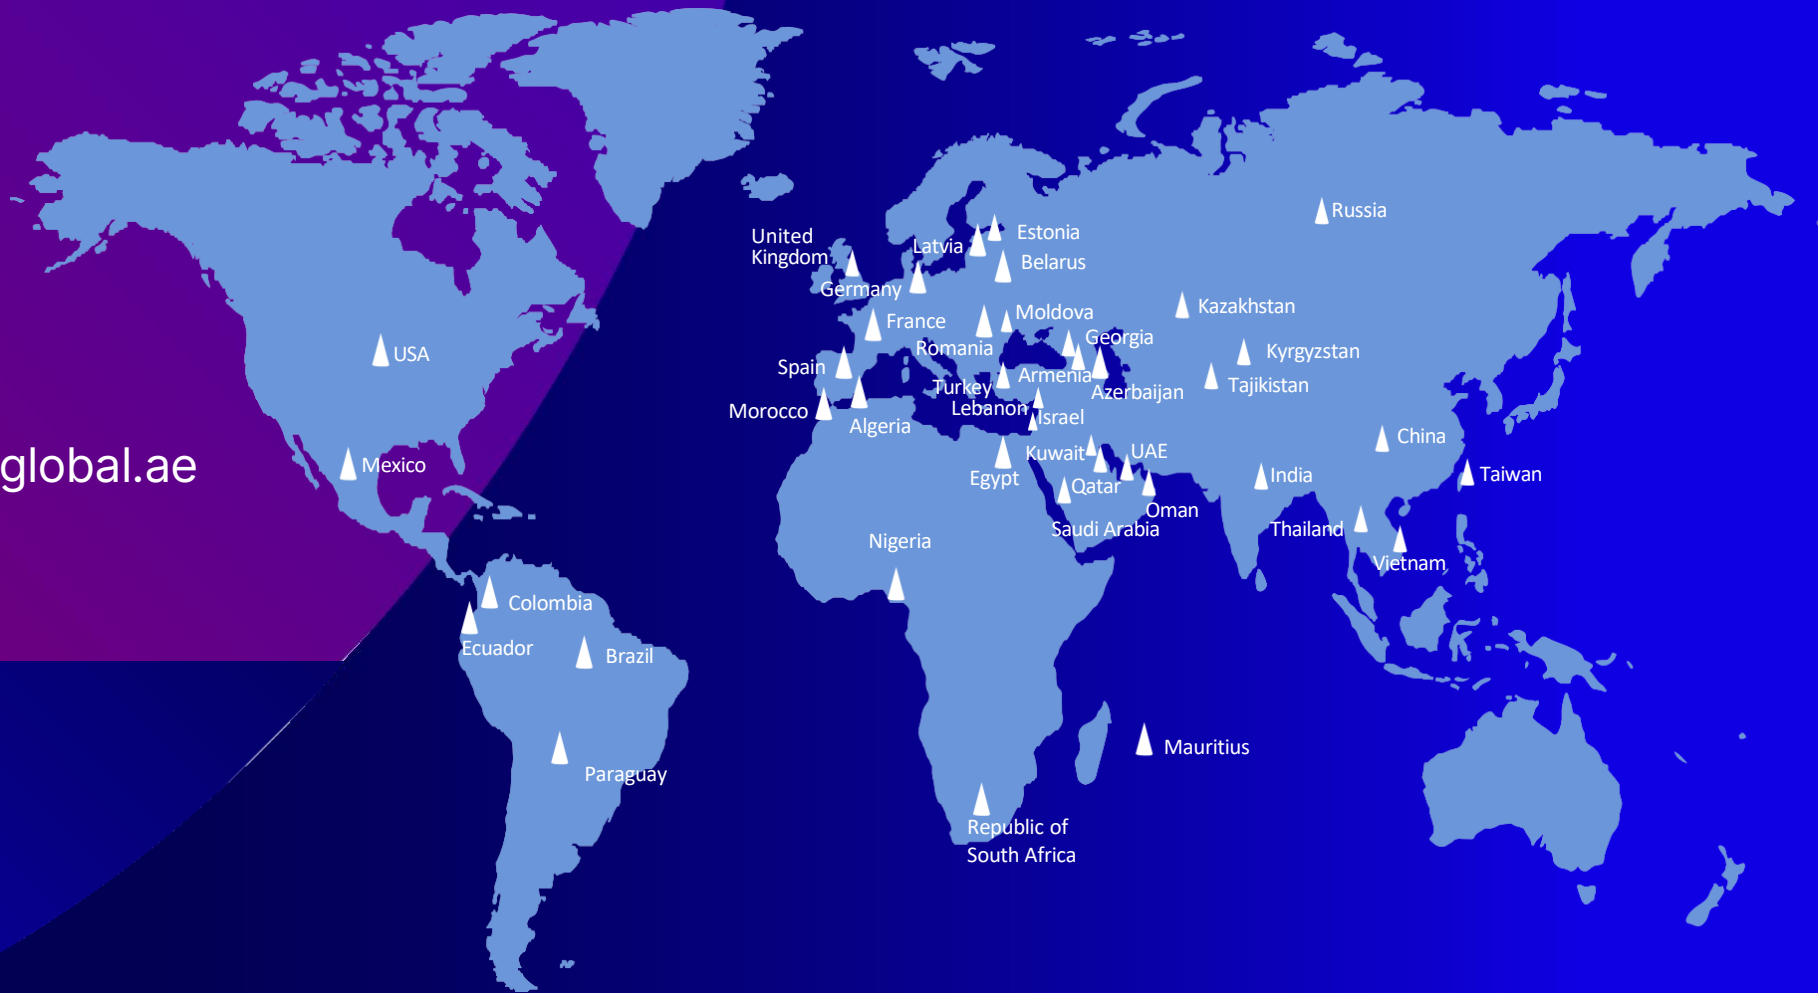 Russia
United
Kingdom
Latvia
Estonia
Belarus
Germany
Kazakhstan
France
Moldova
Romania
Georgia
USA
Spain
Kyrgyzstan
Armenia
Turkey
Azerbaijan
Tajikistan
Morocco
Lebanon
Israel
Algeria
China
global.ae
Mexico
Kuwait
UAE
Egypt
Qatar
India
Taiwan
Oman
Saudi Arabia
Thailand
Nigeria
Vietnam
Colombia
Ecuador
Brazil
Mauritius
Paraguay
Republic of
South Africa